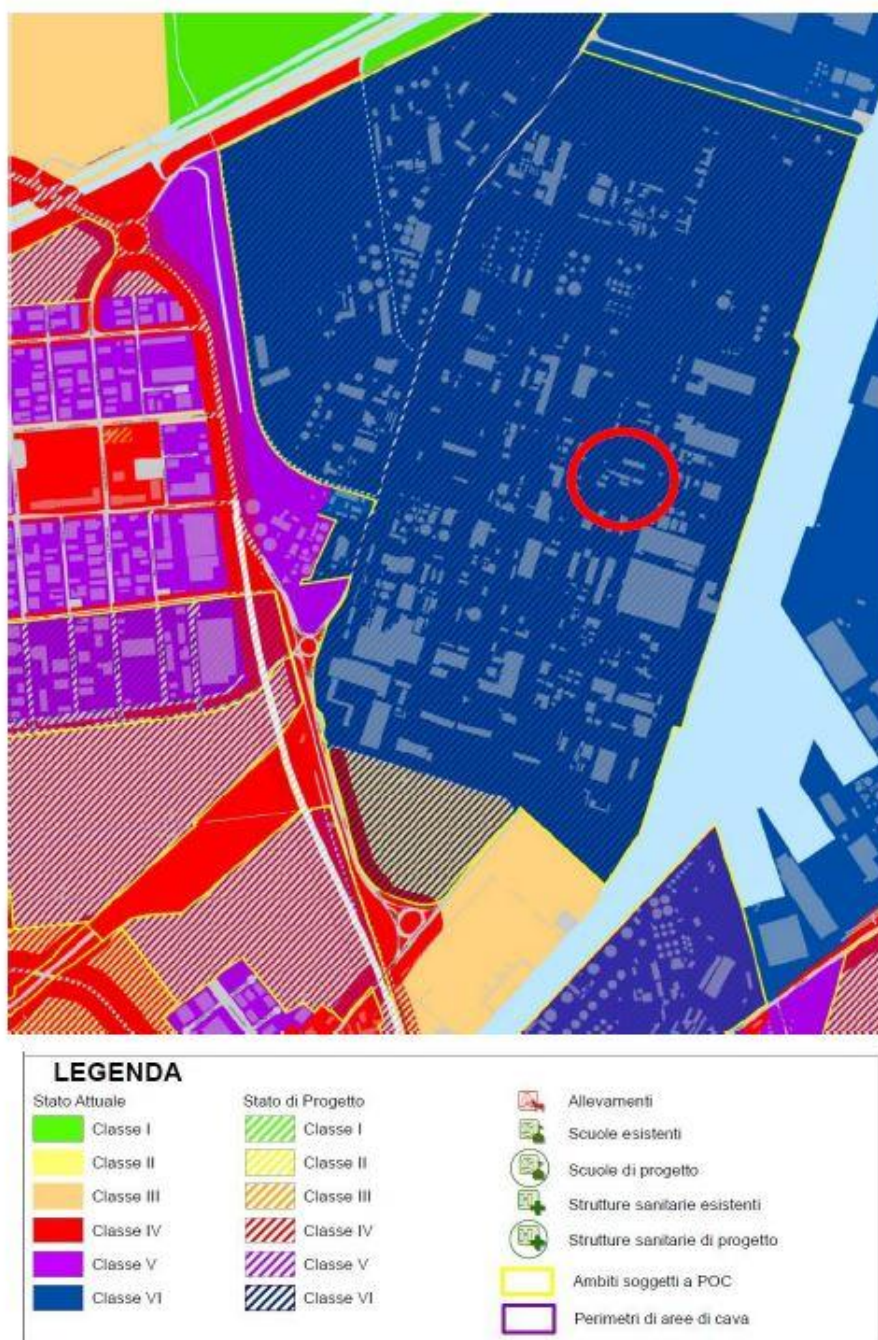 LEGENDA
Stato Attuale
Classe I
Classe II
Classe III
Classe IV
Classe V
Classe VI
Stato di Progetto
Classe I
Classe II
Classe III
Classe IV
Classe V
Classe VI
Allevamenti
Scuole esistenti
Scuole di progetto
Strutture sanitarie esistenti
Strutture sanitarie di progetto
Ambiti soggetti a POC
Perimetri di aree di cava